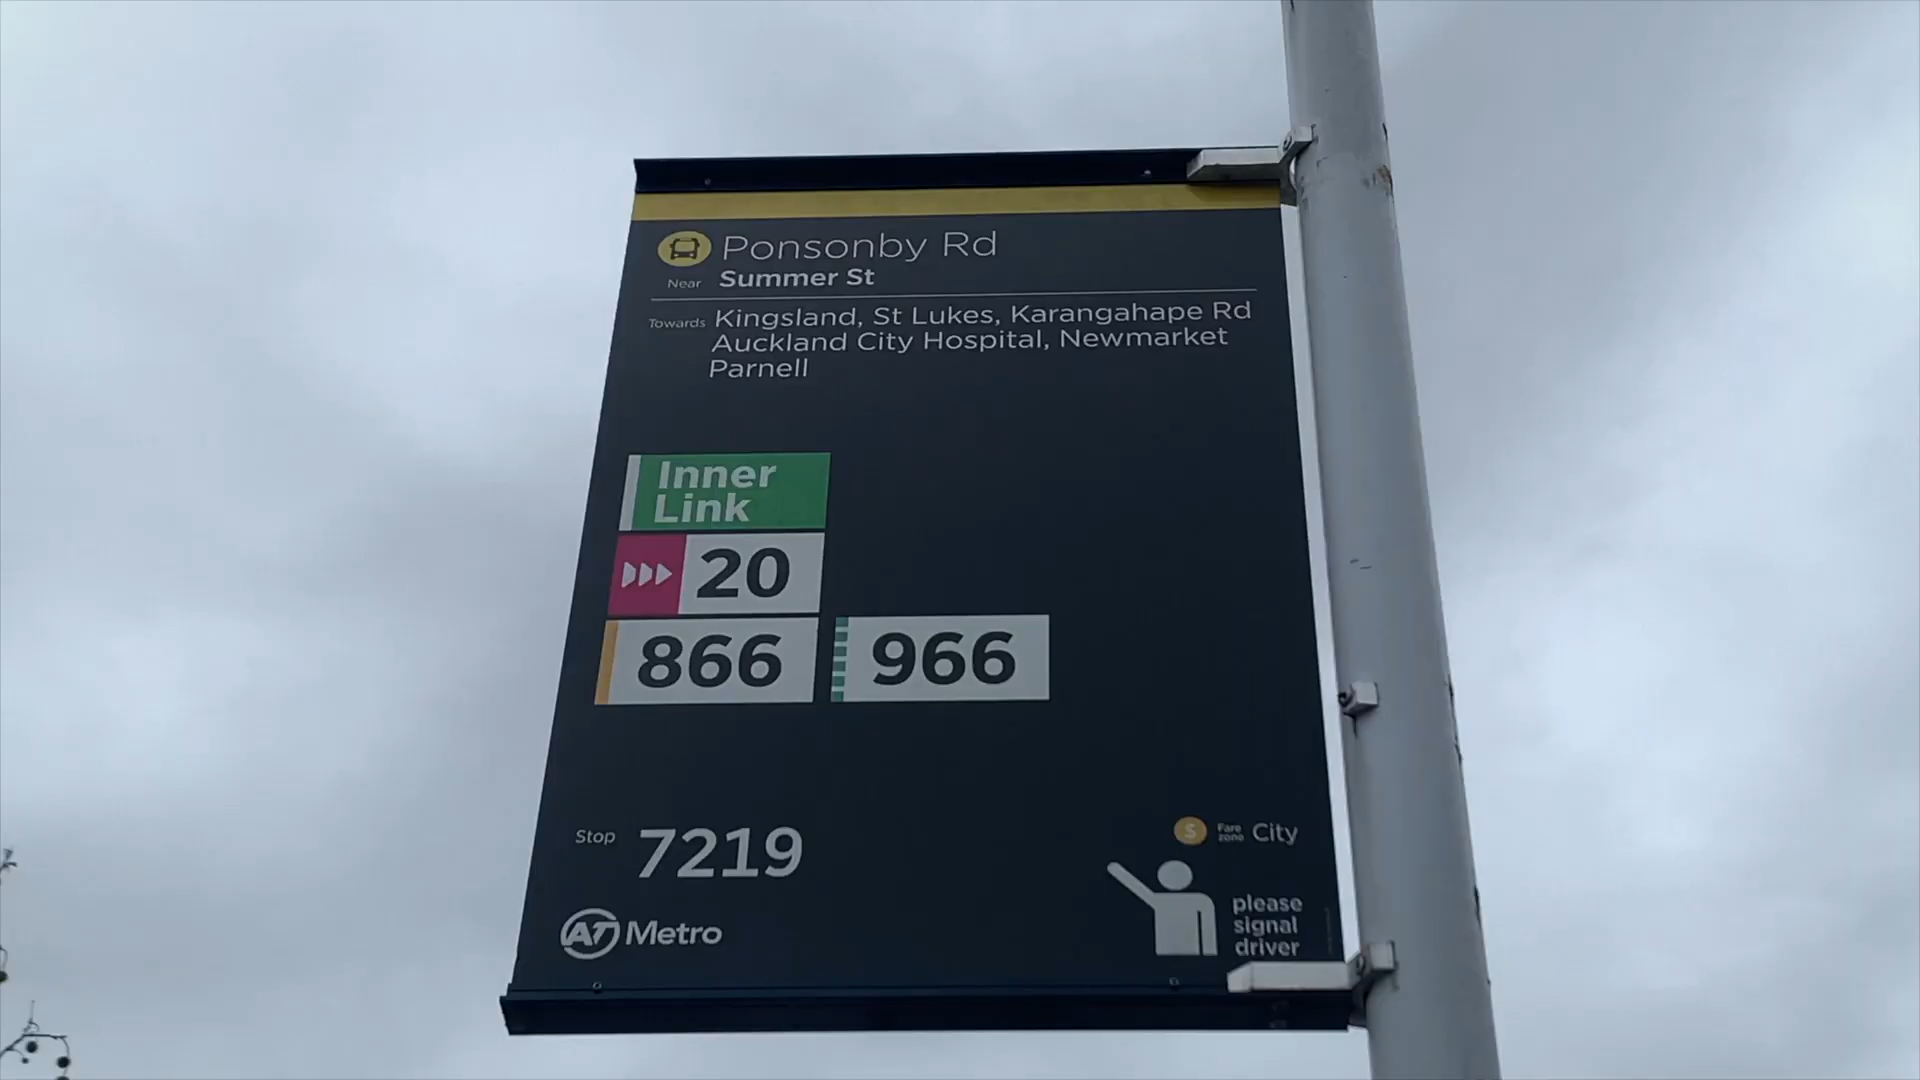 Ponsonby Rd
Near Summer St
Towards Kingsland, St Lukes, Karangahape Rd
Auckland City Hospital, Newmarket
Parnell
Inner
Link
20
866 966
Stop 7219
S Fare zone City
AT Metro
please
signal
driver